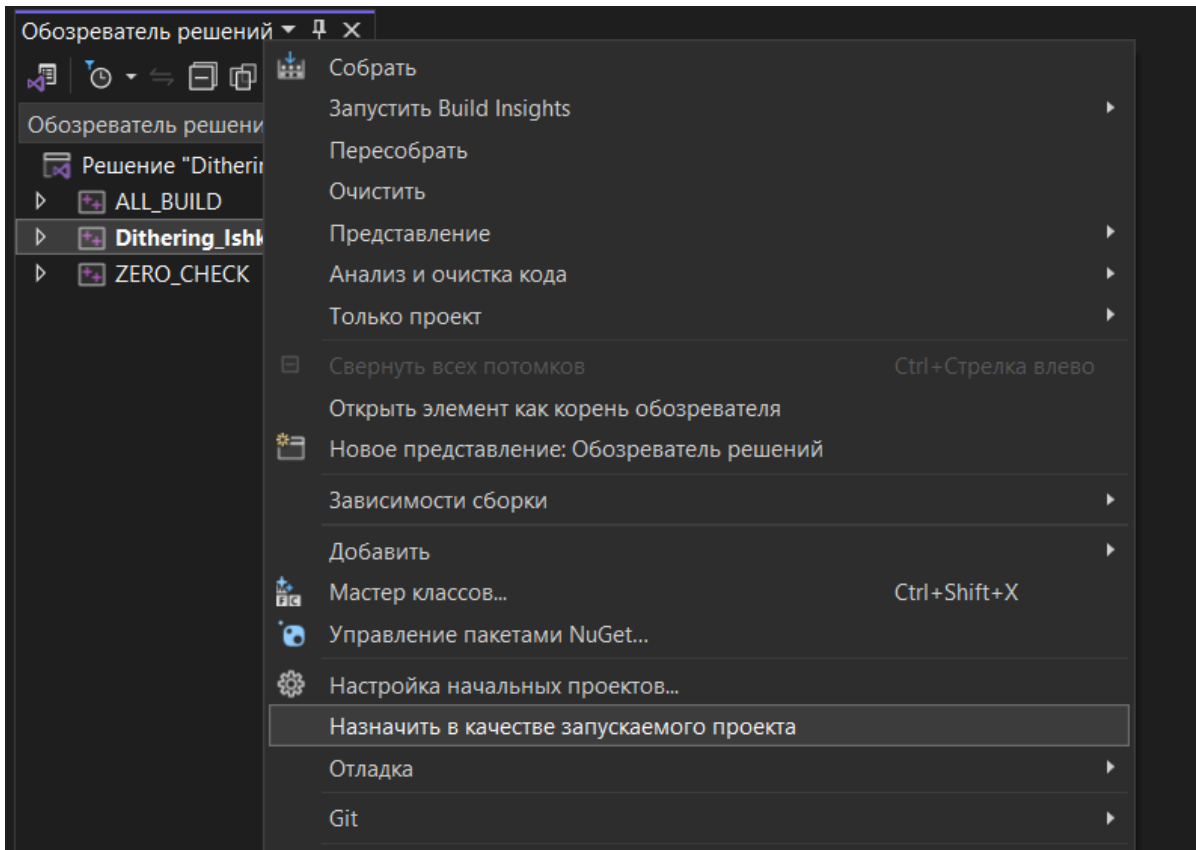 Обозреватель решений
Собрать
Запустить Build Insights
Обозреватель решени
Пересобрать
Решение "Ditherin
Очистить
ALL_BUILD
Dithering_Ishk
Представление
ZERO_CHECK
Анализ и очистка кода
Только проект
Свернуть всех потомков Ctrl+Стрелка влево
Открыть элемент как корень обозревателя
Новое представление: Обозреватель решений
Зависимости сборки
Добавить
Мастер классов... Ctrl+Shift+X
Управление пакетами NuGet...
Настройка начальных проектов...
Назначить в качестве запускаемого проекта
Отладка
Git